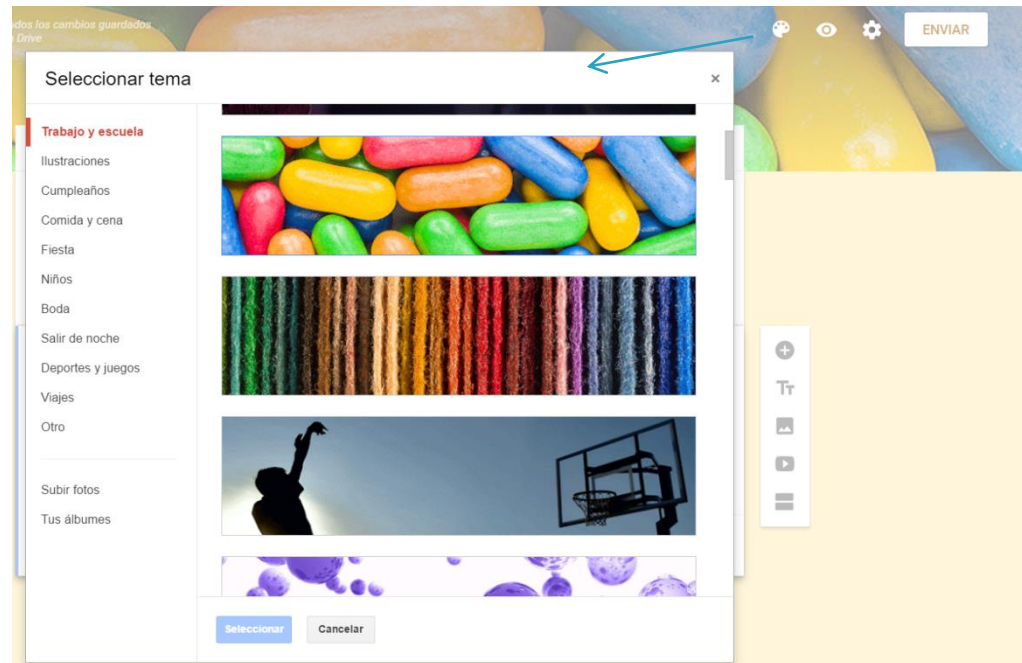 dos los cambios guardados
Drive
ENVIAR
Seleccionar tema
×
Trabajo y escuela
Ilustraciones
Cumpleaños
Comida y cena
Fiesta
Niños
Boda
Salir de noche
Deportes y juegos
Viajes
Otro
Subir fotos
Tus álbumes
Seleccionar
Cancelar
Tт